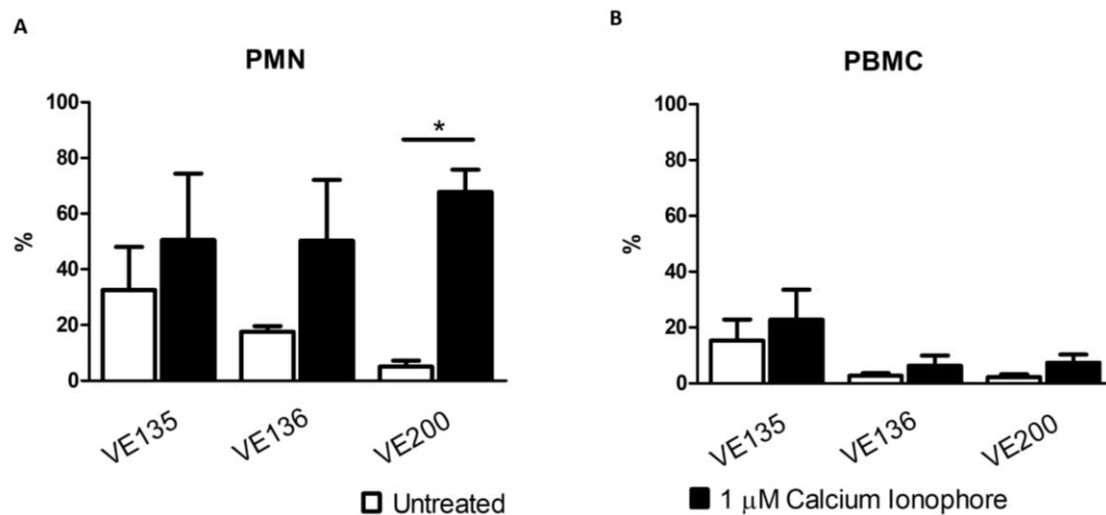 A
PMN
100
80
60
40
20
0
%
*
VE135
VE136
VE200
Untreated
B
PBMC
100
80
60
40
20
0
%
VE135
VE136
VE200
1 μM Calcium Ionophore